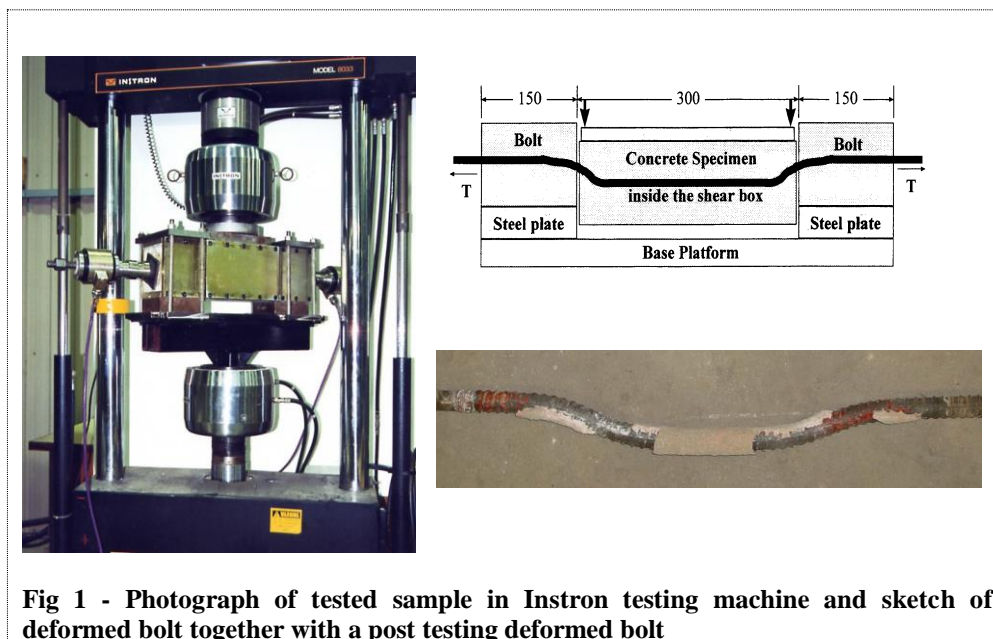 INSTRON
MODEL 8033
INSTRON
WARNING
150
300
150
Bolt
Concrete Specimen
Bolt
T
inside the shear box
T
Steel plate
Steel plate
Base Platform
Fig 1 - Photograph of tested sample in Instron testing machine and sketch of
deformed bolt together with a post testing deformed bolt